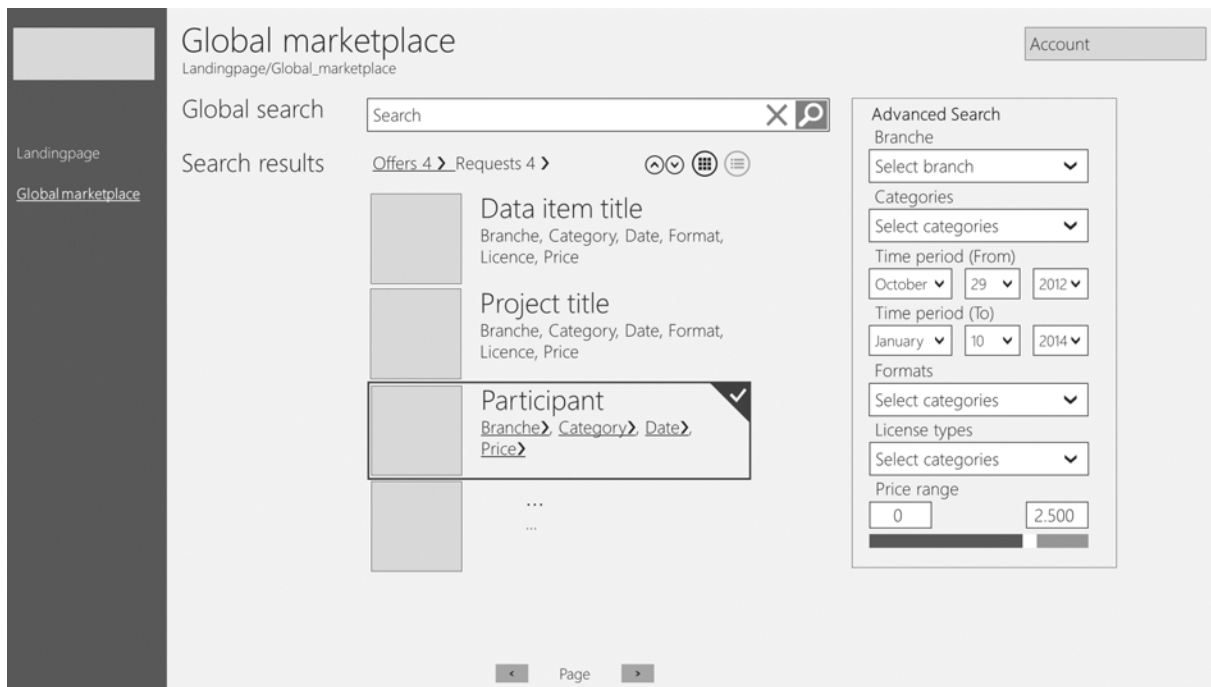 Global marketplace
Landingpage/Global_marketplace
Account
Landingpage
Global marketplace
Global search
Search
Search results
Offers 4 ❯ Requests 4 ❯
Data item title
Branche, Category, Date, Format,
Licence, Price
Project title
Branche, Category, Date, Format,
Licence, Price
Participant
Branche❯, Category❯, Date❯,
Price❯
...
...
Advanced Search
Branche
Select branch
Categories
Select categories
Time period (From)
October 29 2012
Time period (To)
January 10 2014
Formats
Select categories
License types
Select categories
Price range
0 2.500
‹ Page ›